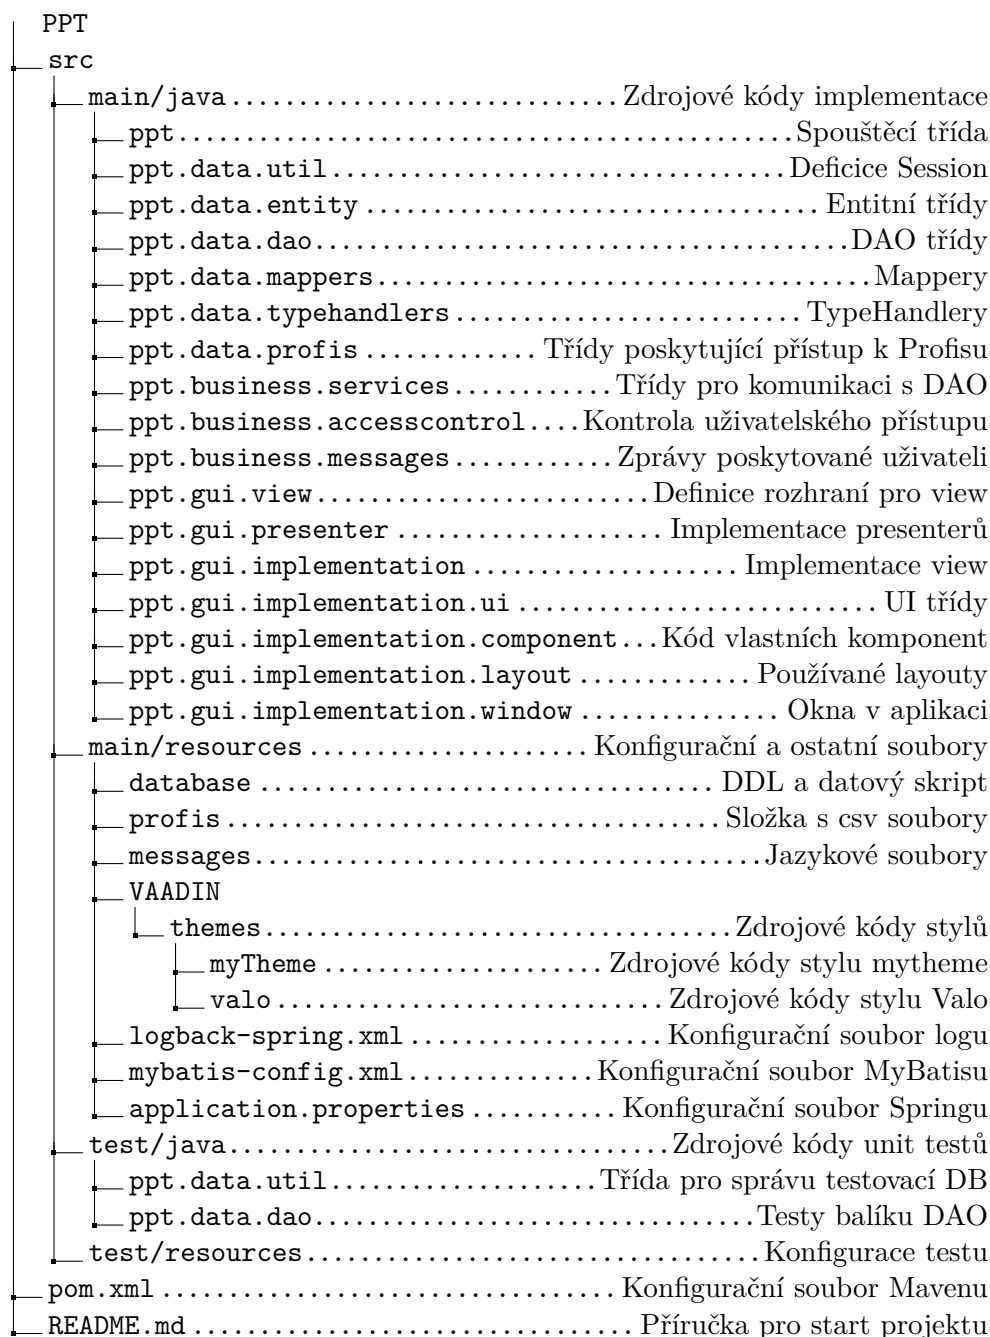 PPT
src
main/java............................Zdrojové kódy implementace
ppt.............................................Spouštěcí třída
ppt.data.util.................................Deficice Session
ppt.data.entity.................................Entitní třídy
ppt.data.dao.......................................DAO třídy
ppt.data.mappers....................................Mappery
ppt.data.typehandlers.........................TypeHandlery
ppt.data.profis.............Třídy poskytující přístup k Profisu
ppt.business.services............Třídy pro komunikaci s DAO
ppt.business.accesscontrol....Kontrola uživatelského přístupu
ppt.business.messages............Zprávy poskytované uživateli
ppt.gui.view........................Definice rozhraní pro view
ppt.gui.presenter...................Implementace presenterů
ppt.gui.implementation...................Implementace view
ppt.gui.implementation.ui..........................UI třídy
ppt.gui.implementation.component...Kód vlastních komponent
ppt.gui.implementation.layout.............Používané layouty
ppt.gui.implementation.window...............Okna v aplikaci
main/resources.....................Konfigurační a ostatní soubory
database.................................DDL a datový skript
profis....................................Složka s csv soubory
messages.....................................Jazykové soubory
VAADIN
themes..................................Zdrojové kódy stylů
myTheme.....................Zdrojové kódy stylu mytheme
valo............................Zdrojové kódy stylu Valo
logback-spring.xml..................Konfigurační soubor logu
mybatis-config.xml..............Konfigurační soubor MyBatisu
application.properties...........Konfigurační soubor Springu
test/java................................Zdrojové kódy unit testů
ppt.data.util...................Třída pro správu testovací DB
ppt.data.dao................................Testy balíku DAO
test/resources.................................Konfigurace testu
pom.xml.................................Konfigurační soubor Mavenu
README.md................................Příručka pro start projektu